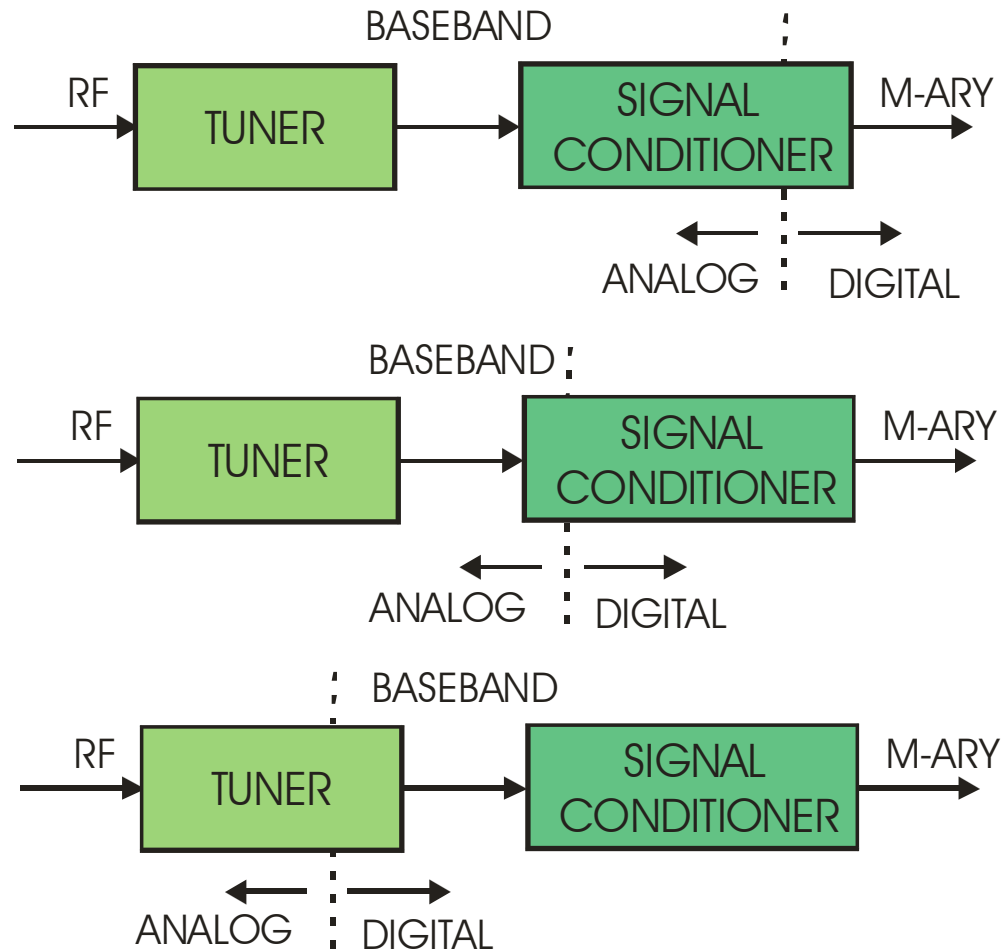 BASEBAND
RF
TUNER
SIGNAL
CONDITIONER
M-ARY
ANALOG
DIGITAL
BASEBAND
RF
TUNER
SIGNAL
CONDITIONER
M-ARY
ANALOG
DIGITAL
BASEBAND
RF
TUNER
SIGNAL
CONDITIONER
M-ARY
ANALOG
DIGITAL